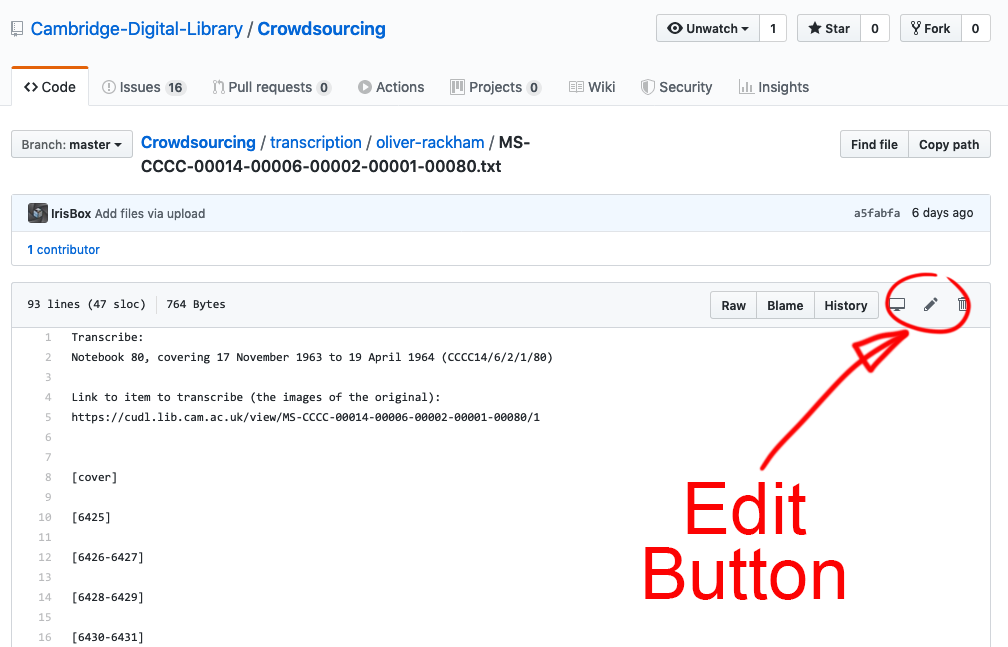 Cambridge-Digital-Library / Crowdsourcing
Unwatch 1 Star 0 Fork 0
Code Issues 16 Pull requests 0 Actions Projects 0 Wiki Security Insights
Branch: master Crowdsourcing / transcription / oliver-rackham / MS-
CCCC-00014-00006-00002-00001-00080.txt
Find file Copy path
IrisBox Add files via upload a5fabfa 6 days ago
1 contributor
93 lines (47 sloc) 764 Bytes Raw Blame History
1 Transcribe:
2 Notebook 80, covering 17 November 1963 to 19 April 1964 (CCCC14/6/2/1/80)
3
4 Link to item to transcribe (the images of the original):
5 https://cudl.lib.cam.ac.uk/view/MS-CCCC-00014-00006-00002-00001-00080/1
6
7
8 [cover]
9
10 [6425]
11
12 [6426-6427]
13
14 [6428-6429]
15
16 [6430-6431]
Edit
Button